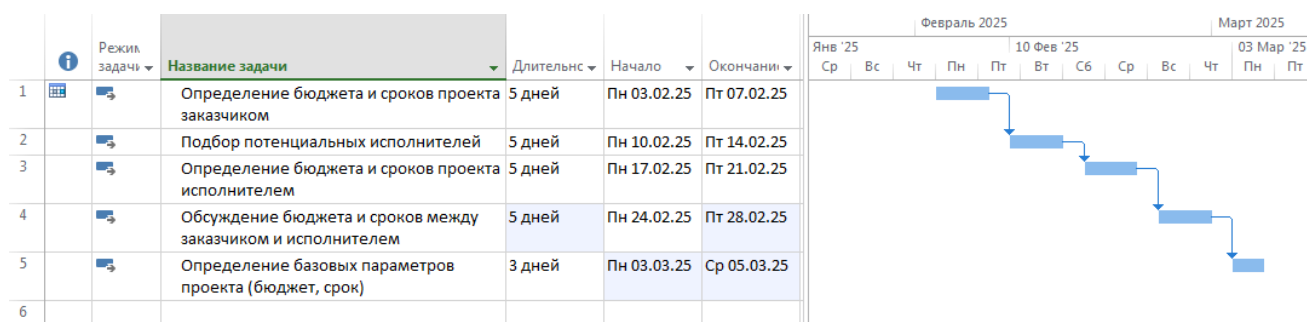 Февраль 2025 Март 2025
Режим Янв '25 10 Фев '25 03 Мар '25
задачи Название задачи Длительнс Начало Окончани Ср Вс Чт Пн Пт Вт Сб Ср Вс Чт Пн Пт
1 Определение бюджета и сроков проекта 5 дней Пн 03.02.25 Пт 07.02.25
заказчиком
2 Подбор потенциальных исполнителей 5 дней Пн 10.02.25 Пт 14.02.25
3 Определение бюджета и сроков проекта 5 дней Пн 17.02.25 Пт 21.02.25
исполнителем
4 Обсуждение бюджета и сроков между 5 дней Пн 24.02.25 Пт 28.02.25
заказчиком и исполнителем
5 Определение базовых параметров 3 дней Пн 03.03.25 Ср 05.03.25
проекта (бюджет, срок)
6